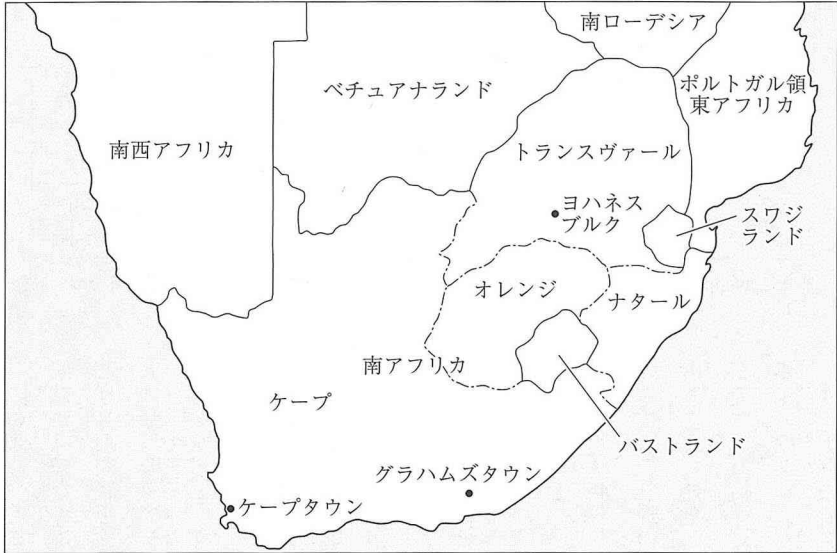 南ローデシア
ベチュアナランド
ポルトガル領
東アフリカ
南西アフリカ
トランスヴァール
ヨハネス
ブルク
スワジ
ランド
オレンジ
ナタール
南アフリカ
ケープ
バストランド
グラハムズタウン
ケープタウン